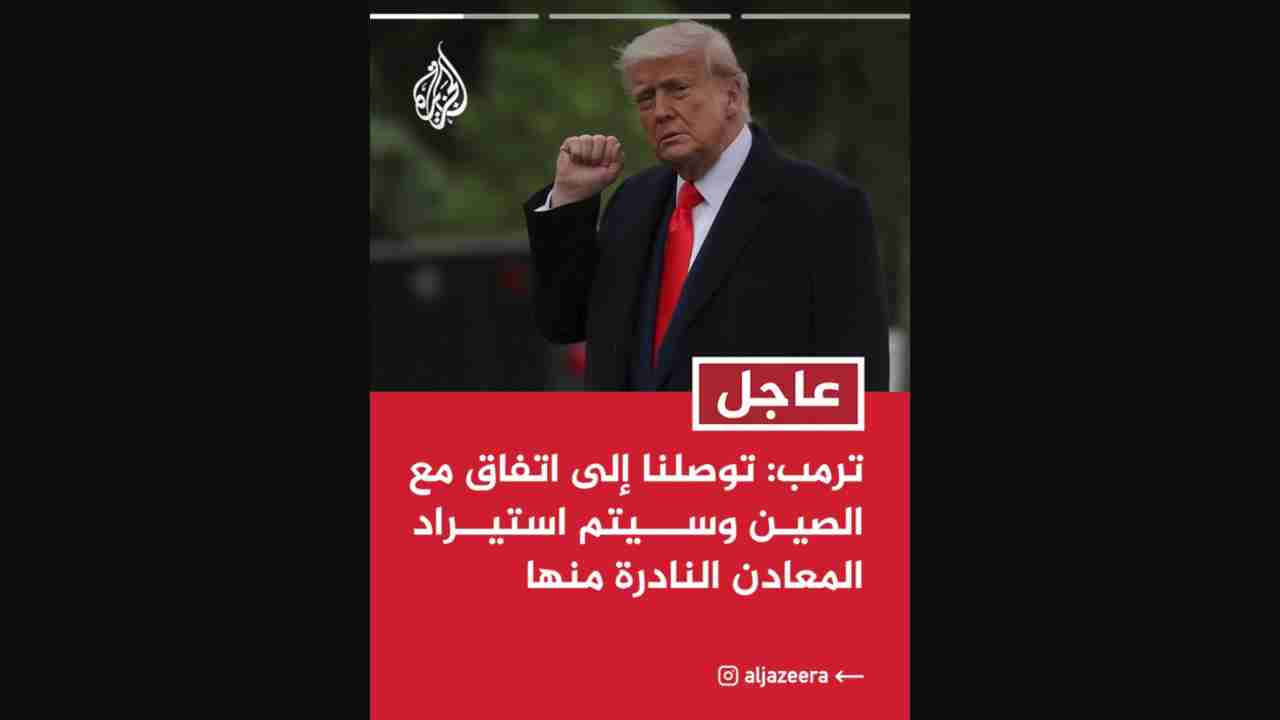 الجزيرة
عاجل
ترمب: توصلنا إلى اتفاق مع
الصين وسيتم استيراد
المعادن النادرة منها
aljazeera